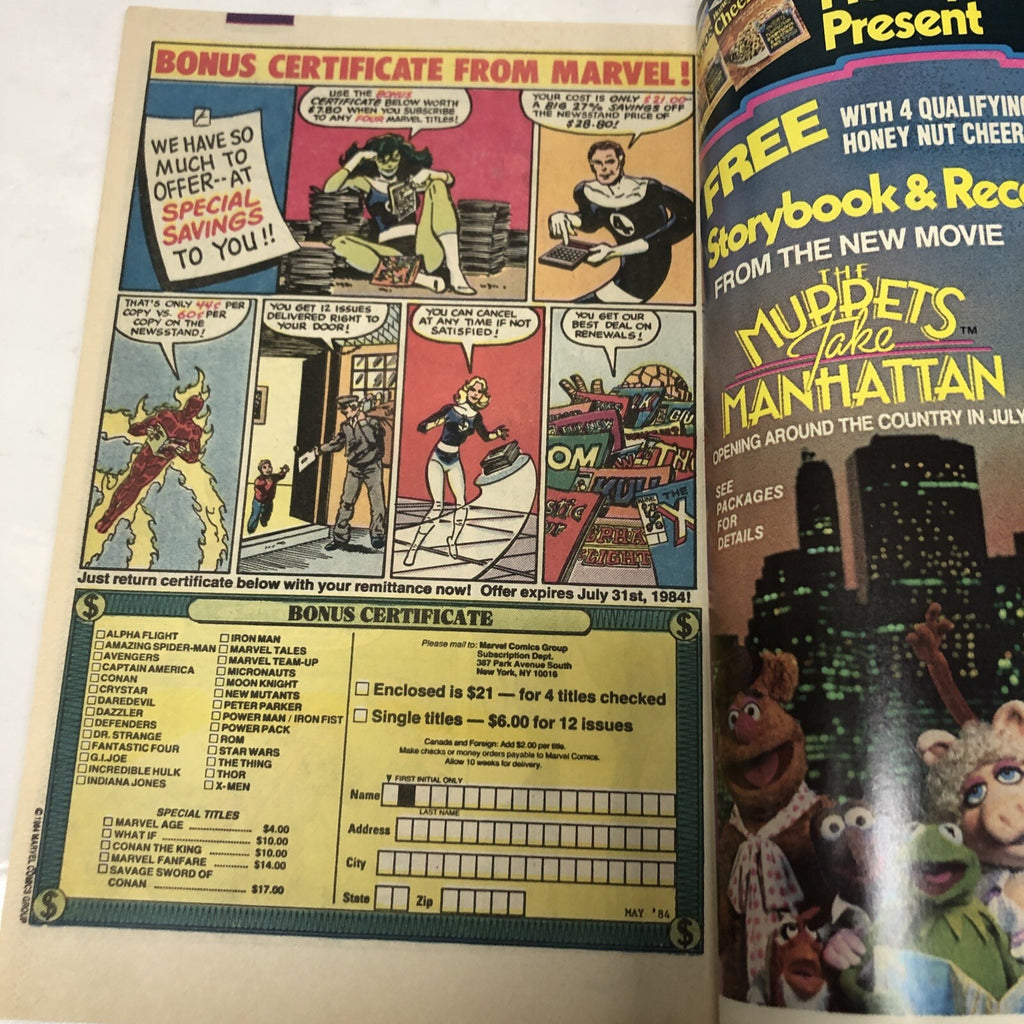 BONUS CERTIFICATE FROM MARVEL!
WE HAVE SO
MUCH TO
OFFER--AT
SPECIAL
SAVINGS
TO YOU!!
USE THE BONUS
CERTIFICATE BELOW WORTH
$7.80 WHEN YOU SUBSCRIBE
TO ANY FOUR MARVEL TITLES!
YOUR COST IS ONLY $21.00--
A BIG 27% SAVINGS OFF
THE NEWSSTAND PRICE OF
$28.80!
THAT'S ONLY 44¢ PER
COPY VS. 60¢ PER
COPY ON THE
NEWSSTAND!
YOU GET 12 ISSUES
DELIVERED RIGHT TO
YOUR DOOR!
YOU CAN CANCEL
AT ANY TIME IF NOT
SATISFIED!
YOU GET OUR
BEST DEAL ON
RENEWALS!
OM
THE
X
FLIGHT
Just return certificate below with your remittance now! Offer expires July 31st, 1984!
$ BONUS CERTIFICATE $
ALPHA FLIGHT
AMAZING SPIDER-MAN
AVENGERS
CAPTAIN AMERICA
CONAN
CRYSTAR
DAREDEVIL
DAZZLER
DEFENDERS
DR. STRANGE
FANTASTIC FOUR
G.I.JOE
INCREDIBLE HULK
INDIANA JONES
IRON MAN
MARVEL TALES
MARVEL TEAM-UP
MICRONAUTS
MOON KNIGHT
NEW MUTANTS
PETER PARKER
POWER MAN / IRON FIST
POWER PACK
ROM
STAR WARS
THE THING
THOR
X-MEN
SPECIAL TITLES
MARVEL AGE ........ $4.00
WHAT IF ........ $10.00
CONAN THE KING ........ $10.00
MARVEL FANFARE ........ $14.00
SAVAGE SWORD OF
CONAN ........ $17.00
Please mail to: Marvel Comics Group
Subscription Dept.
387 Park Avenue South
New York, NY 10016
Enclosed is $21 — for 4 titles checked
Single titles — $6.00 for 12 issues
Canada and Foreign: Add $2.00 per title.
Make checks or money orders payable to Marvel Comics.
Allow 10 weeks for delivery.
FIRST INITIAL ONLY
Name
LAST NAME
Address
City
State Zip
MAY '84
$ $
© 1984 MARVEL COMICS GROUP
Present
FREE
WITH 4 QUALIFYING
HONEY NUT CHEER
Storybook & Reco
FROM THE NEW MOVIE
THE
MUPPETS
Take
MANHATTAN
TM
OPENING AROUND THE COUNTRY IN JULY
SEE
PACKAGES
FOR
DETAILS